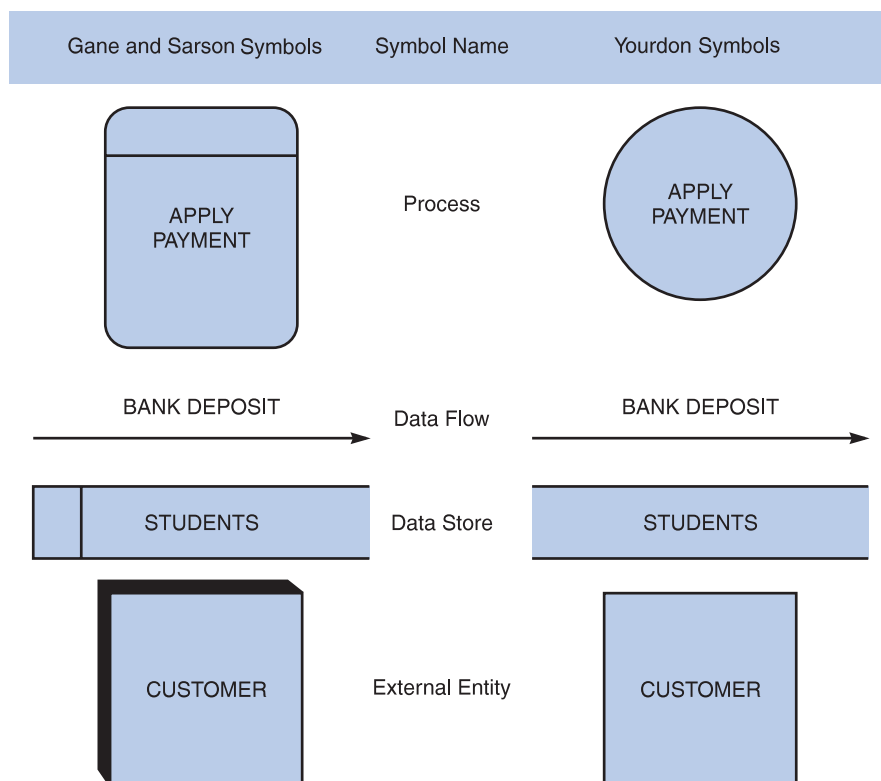 Gane and Sarson Symbols
Symbol Name
Yourdon Symbols
APPLY
PAYMENT
Process
APPLY
PAYMENT
BANK DEPOSIT
Data Flow
BANK DEPOSIT
STUDENTS
Data Store
STUDENTS
CUSTOMER
External Entity
CUSTOMER